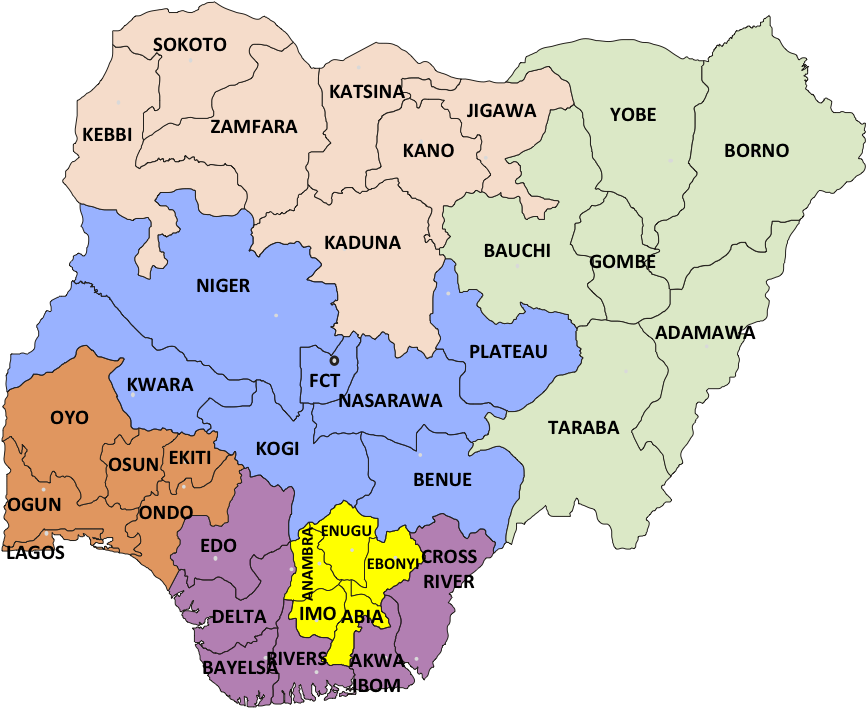 SOKOTO
KATSINA
JIGAWA
YOBE
KEBBI
ZAMFARA
KANO
BORNO
KADUNA
BAUCHI
GOMBE
NIGER
ADAMAWA
PLATEAU
FCT
KWARA
NASARAWA
OYO
TARABA
KOGI
OSUN
EKITI
BENUE
OGUN
ONDO
LAGOS
EDO
ENUGU
ANAMBRA
EBONYI
CROSS
RIVER
DELTA
IMO
ABIA
BAYELSA
RIVERS
AKWA
IBOM